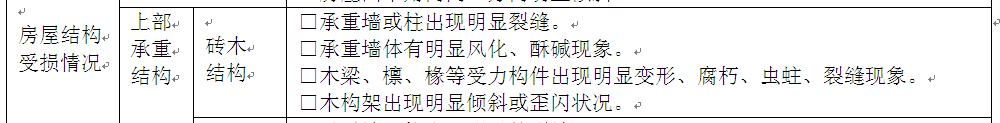 房屋结构
受损情况
上部
承重
结构
砖木
结构
□承重墙或柱出现明显裂缝。
□承重墙体有明显风化、酥碱现象。
□木梁、檩、椽等受力构件出现明显变形、腐朽、虫蛀、裂缝现象。
□木构架出现明显倾斜或歪闪状况。